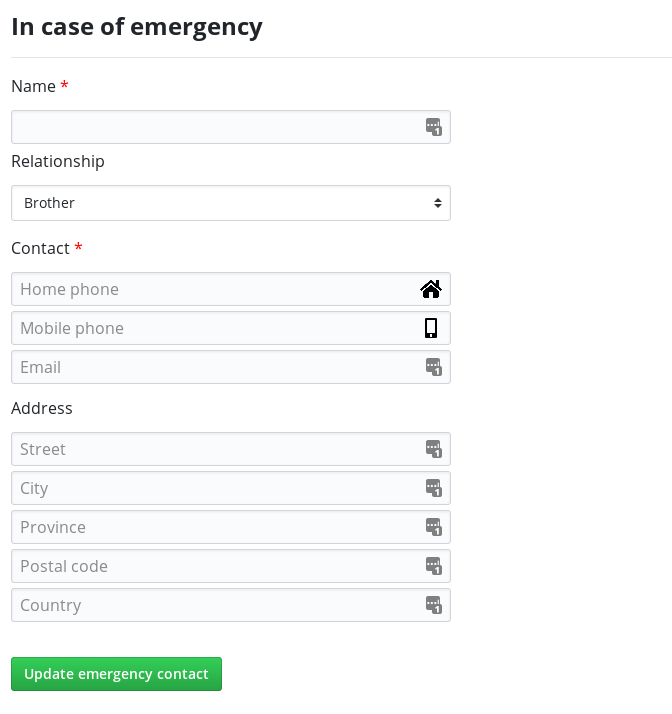 In case of emergency
Name *
Relationship
Brother
Contact *
Home phone
Mobile phone
Email
Address
Street
City
Province
Postal code
Country
Update emergency contact